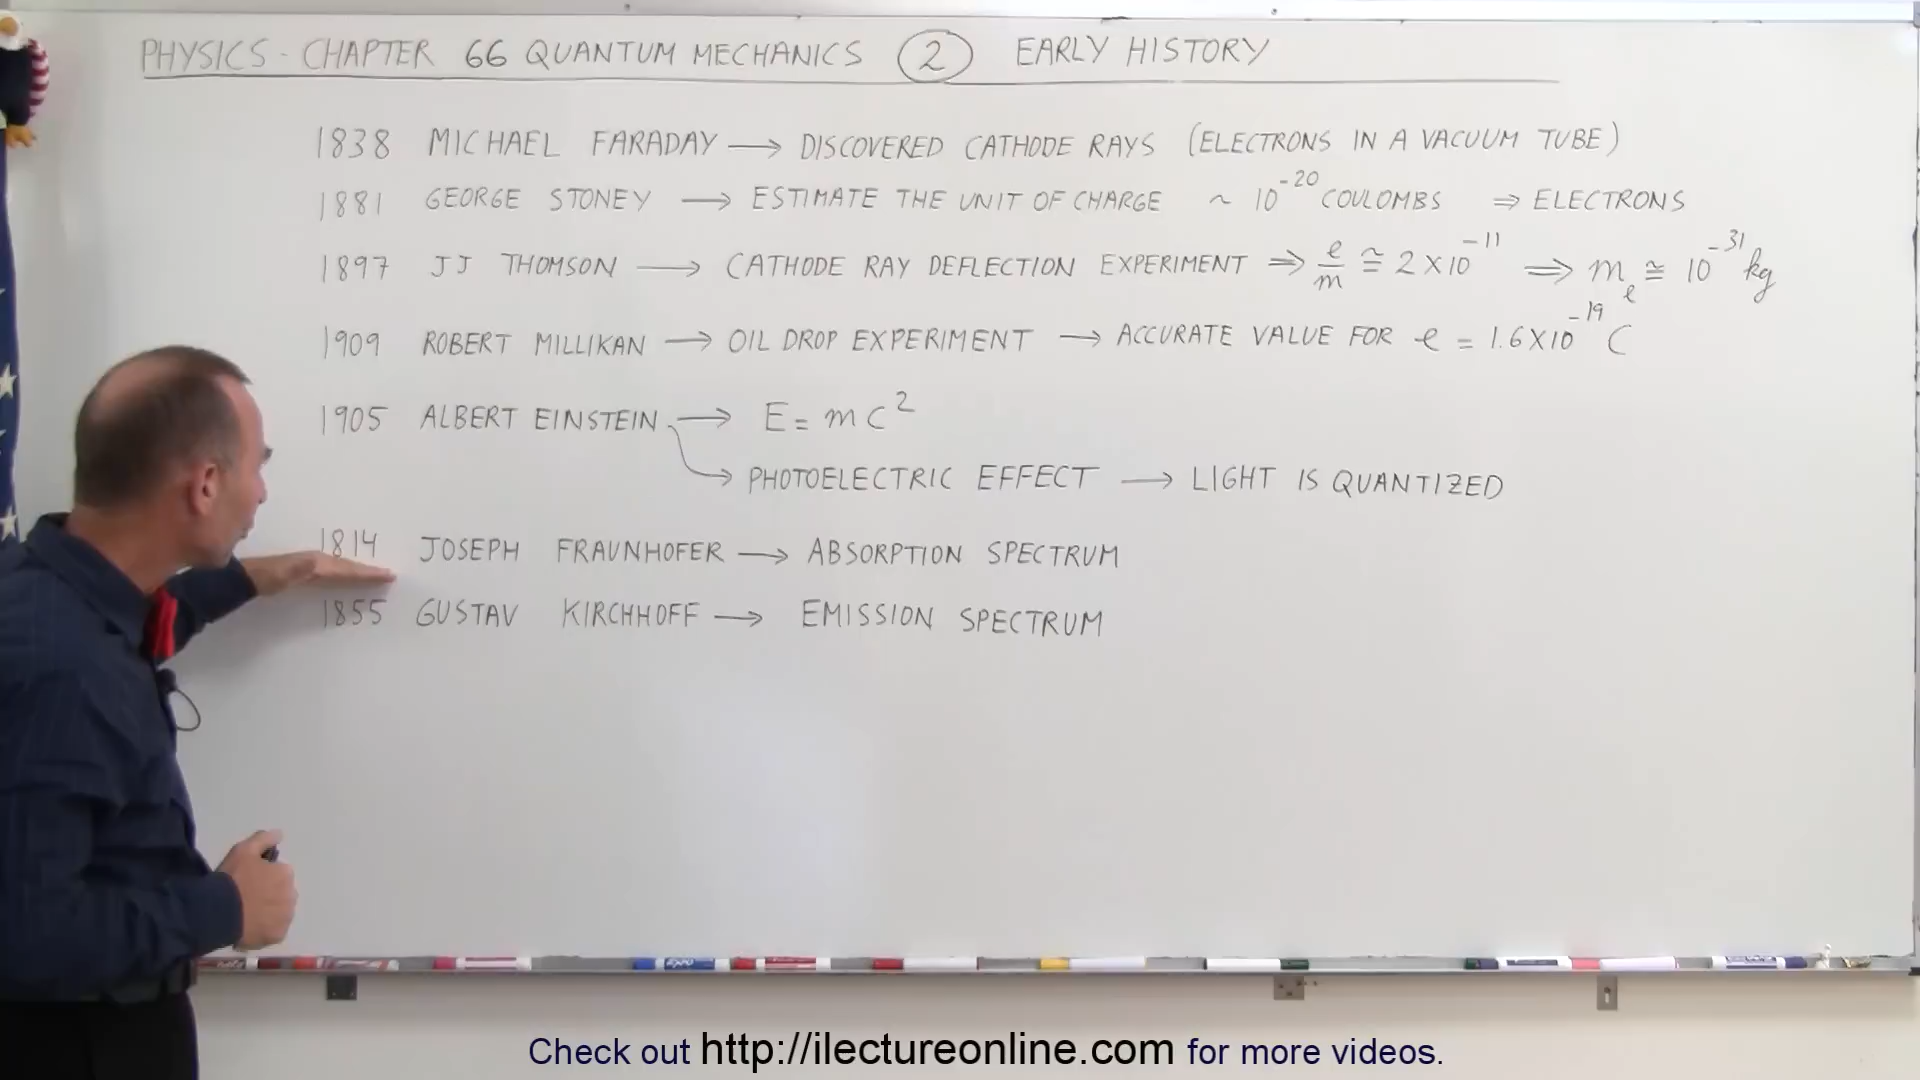 PHYSICS - CHAPTER 66 QUANTUM MECHANICS 2 EARLY HISTORY
1838 MICHAEL FARADAY → DISCOVERED CATHODE RAYS (ELECTRONS IN A VACUUM TUBE)
1881 GEORGE STONEY → ESTIMATE THE UNIT OF CHARGE ~ 10^-20 COULOMBS ⇒ ELECTRONS
1897 JJ THOMSON → CATHODE RAY DEFLECTION EXPERIMENT ⇒ e/m ≅ 2 X 10^-11 ⇒ m_e ≅ 10^-31 kg
1909 ROBERT MILLIKAN → OIL DROP EXPERIMENT → ACCURATE VALUE FOR e = 1.6 X 10^-19 C
1905 ALBERT EINSTEIN → E = mc^2
→ PHOTOELECTRIC EFFECT → LIGHT IS QUANTIZED
1814 JOSEPH FRAUNHOFER → ABSORPTION SPECTRUM
1855 GUSTAV KIRCHHOFF → EMISSION SPECTRUM
EXPO
Check out http://ilectureonline.com for more videos.